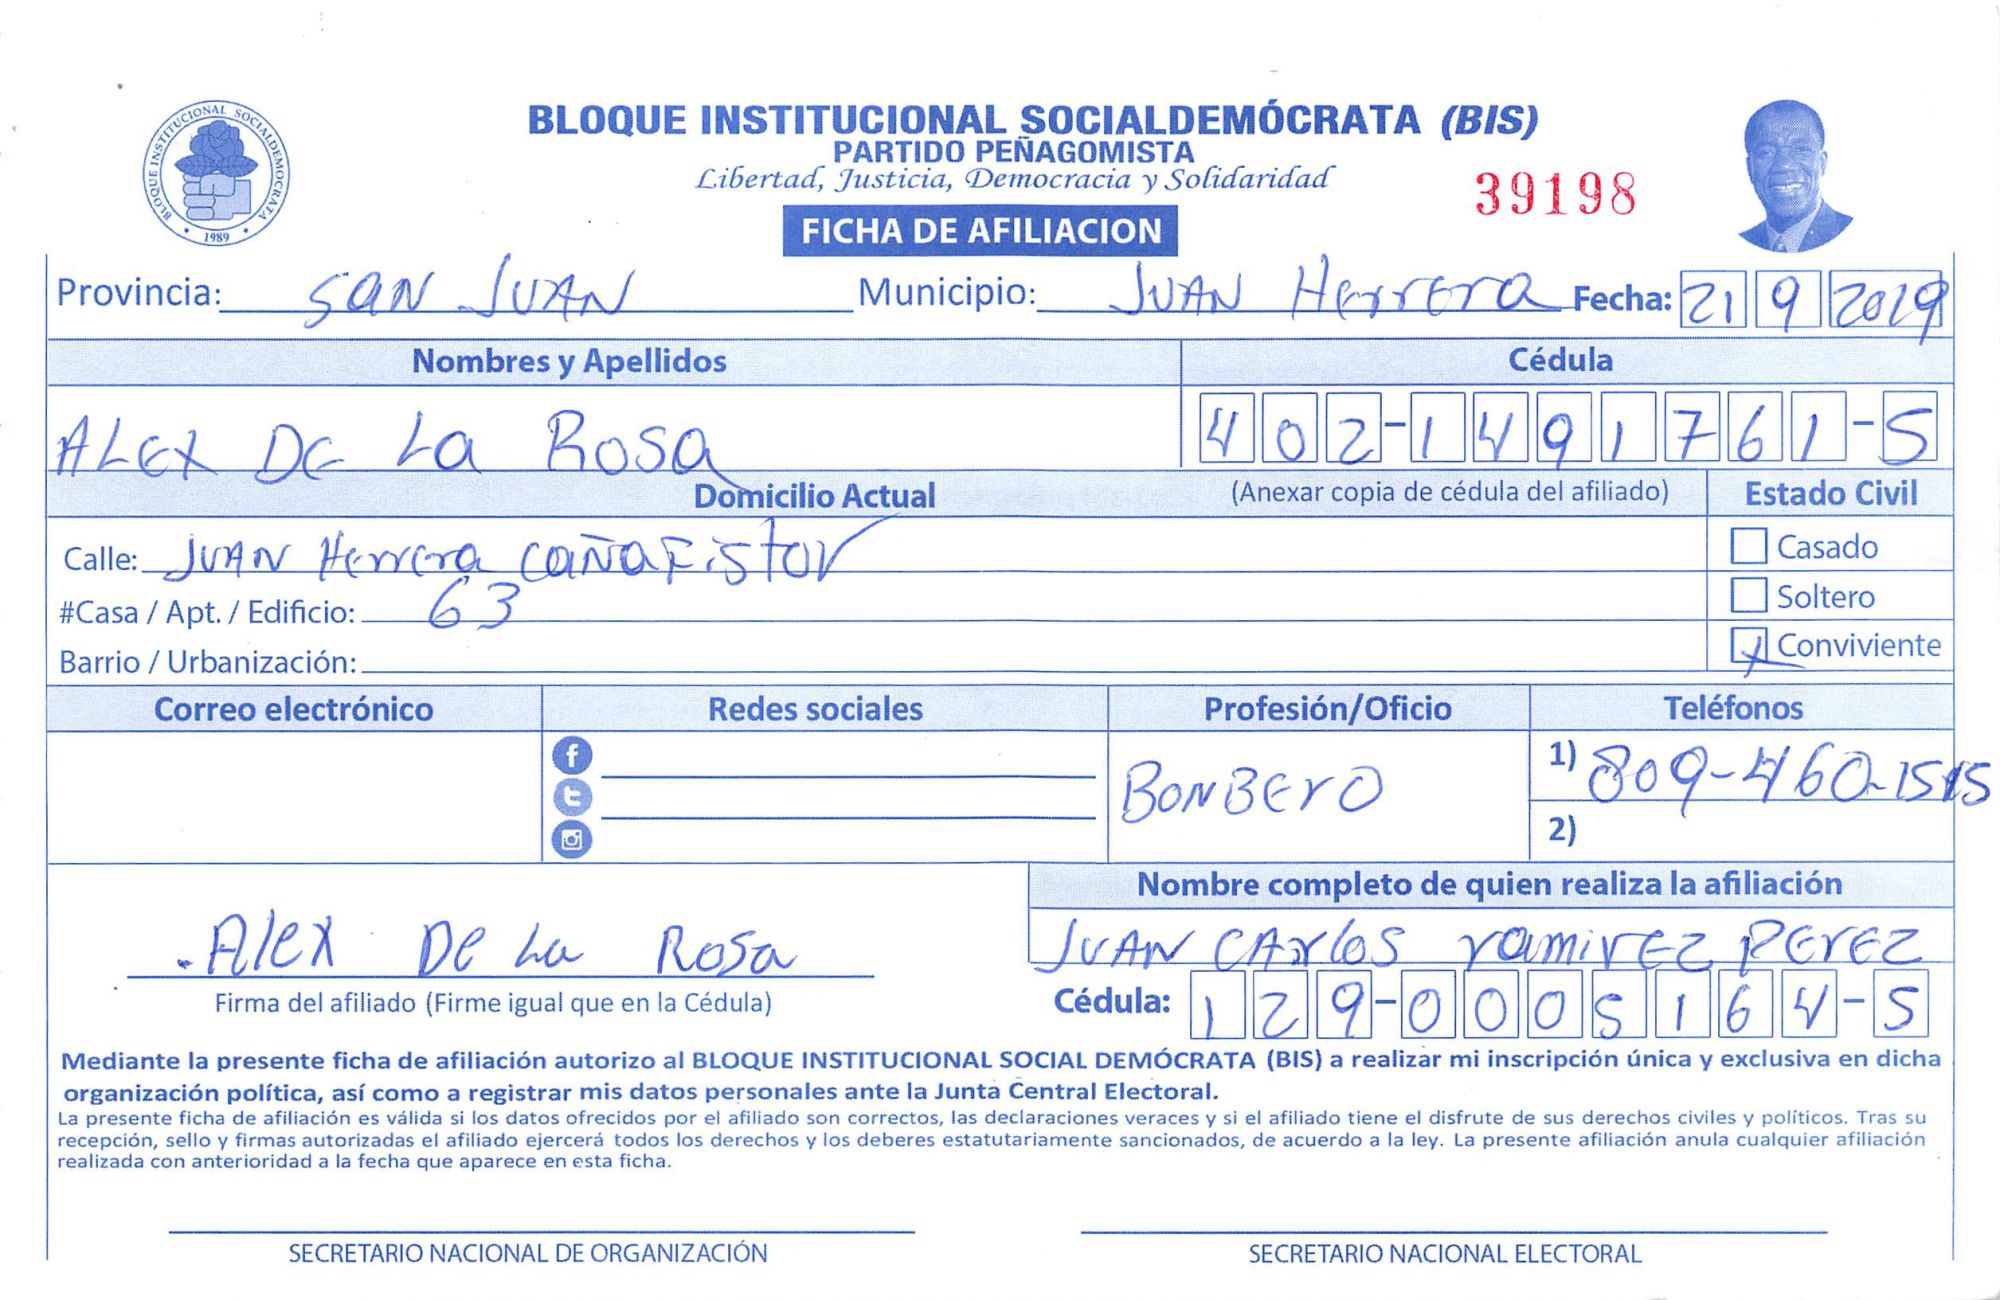 BLOQUE INSTITUCIONAL SOCIALDEMÓCRATA (BIS)
PARTIDO PEÑAGOMISTA
Libertad, Justicia, Democracia y Solidaridad
39198
BLOQUE INSTITUCIONAL SOCIALDEMOCRATA
1989
FICHA DE AFILIACION
Provincia: SAN JUAN Municipio: JUAN Herrera Fecha: 21 9 2019
Nombres y Apellidos Cédula
ALEX DE La ROSa 402-1491761-5
Domicilio Actual (Anexar copia de cédula del afiliado) Estado Civil
Calle: JUAN Herrera CAÑAFisTOr Casado
#Casa / Apt. / Edificio: 63 Soltero
Barrio / Urbanización: X Conviviente
Correo electrónico Redes sociales Profesión/Oficio Teléfonos
BONBErO 1) 809-460-1515
2)
Nombre completo de quien realiza la afiliación
Alex De La Rosa JUAN CArlos ramirez PErEz
Firma del afiliado (Firme igual que en la Cédula) Cédula: 129-0005164-5
Mediante la presente ficha de afiliación autorizo al BLOQUE INSTITUCIONAL SOCIAL DEMÓCRATA (BIS) a realizar mi inscripción única y exclusiva en dicha
organización política, así como a registrar mis datos personales ante la Junta Central Electoral.
La presente ficha de afiliación es válida si los datos ofrecidos por el afiliado son correctos, las declaraciones veraces y si el afiliado tiene el disfrute de sus derechos civiles y políticos. Tras su
recepción, sello y firmas autorizadas el afiliado ejercerá todos los derechos y los deberes estatutariamente sancionados, de acuerdo a la ley. La presente afiliación anula cualquier afiliación
realizada con anterioridad a la fecha que aparece en esta ficha.
SECRETARIO NACIONAL DE ORGANIZACIÓN SECRETARIO NACIONAL ELECTORAL